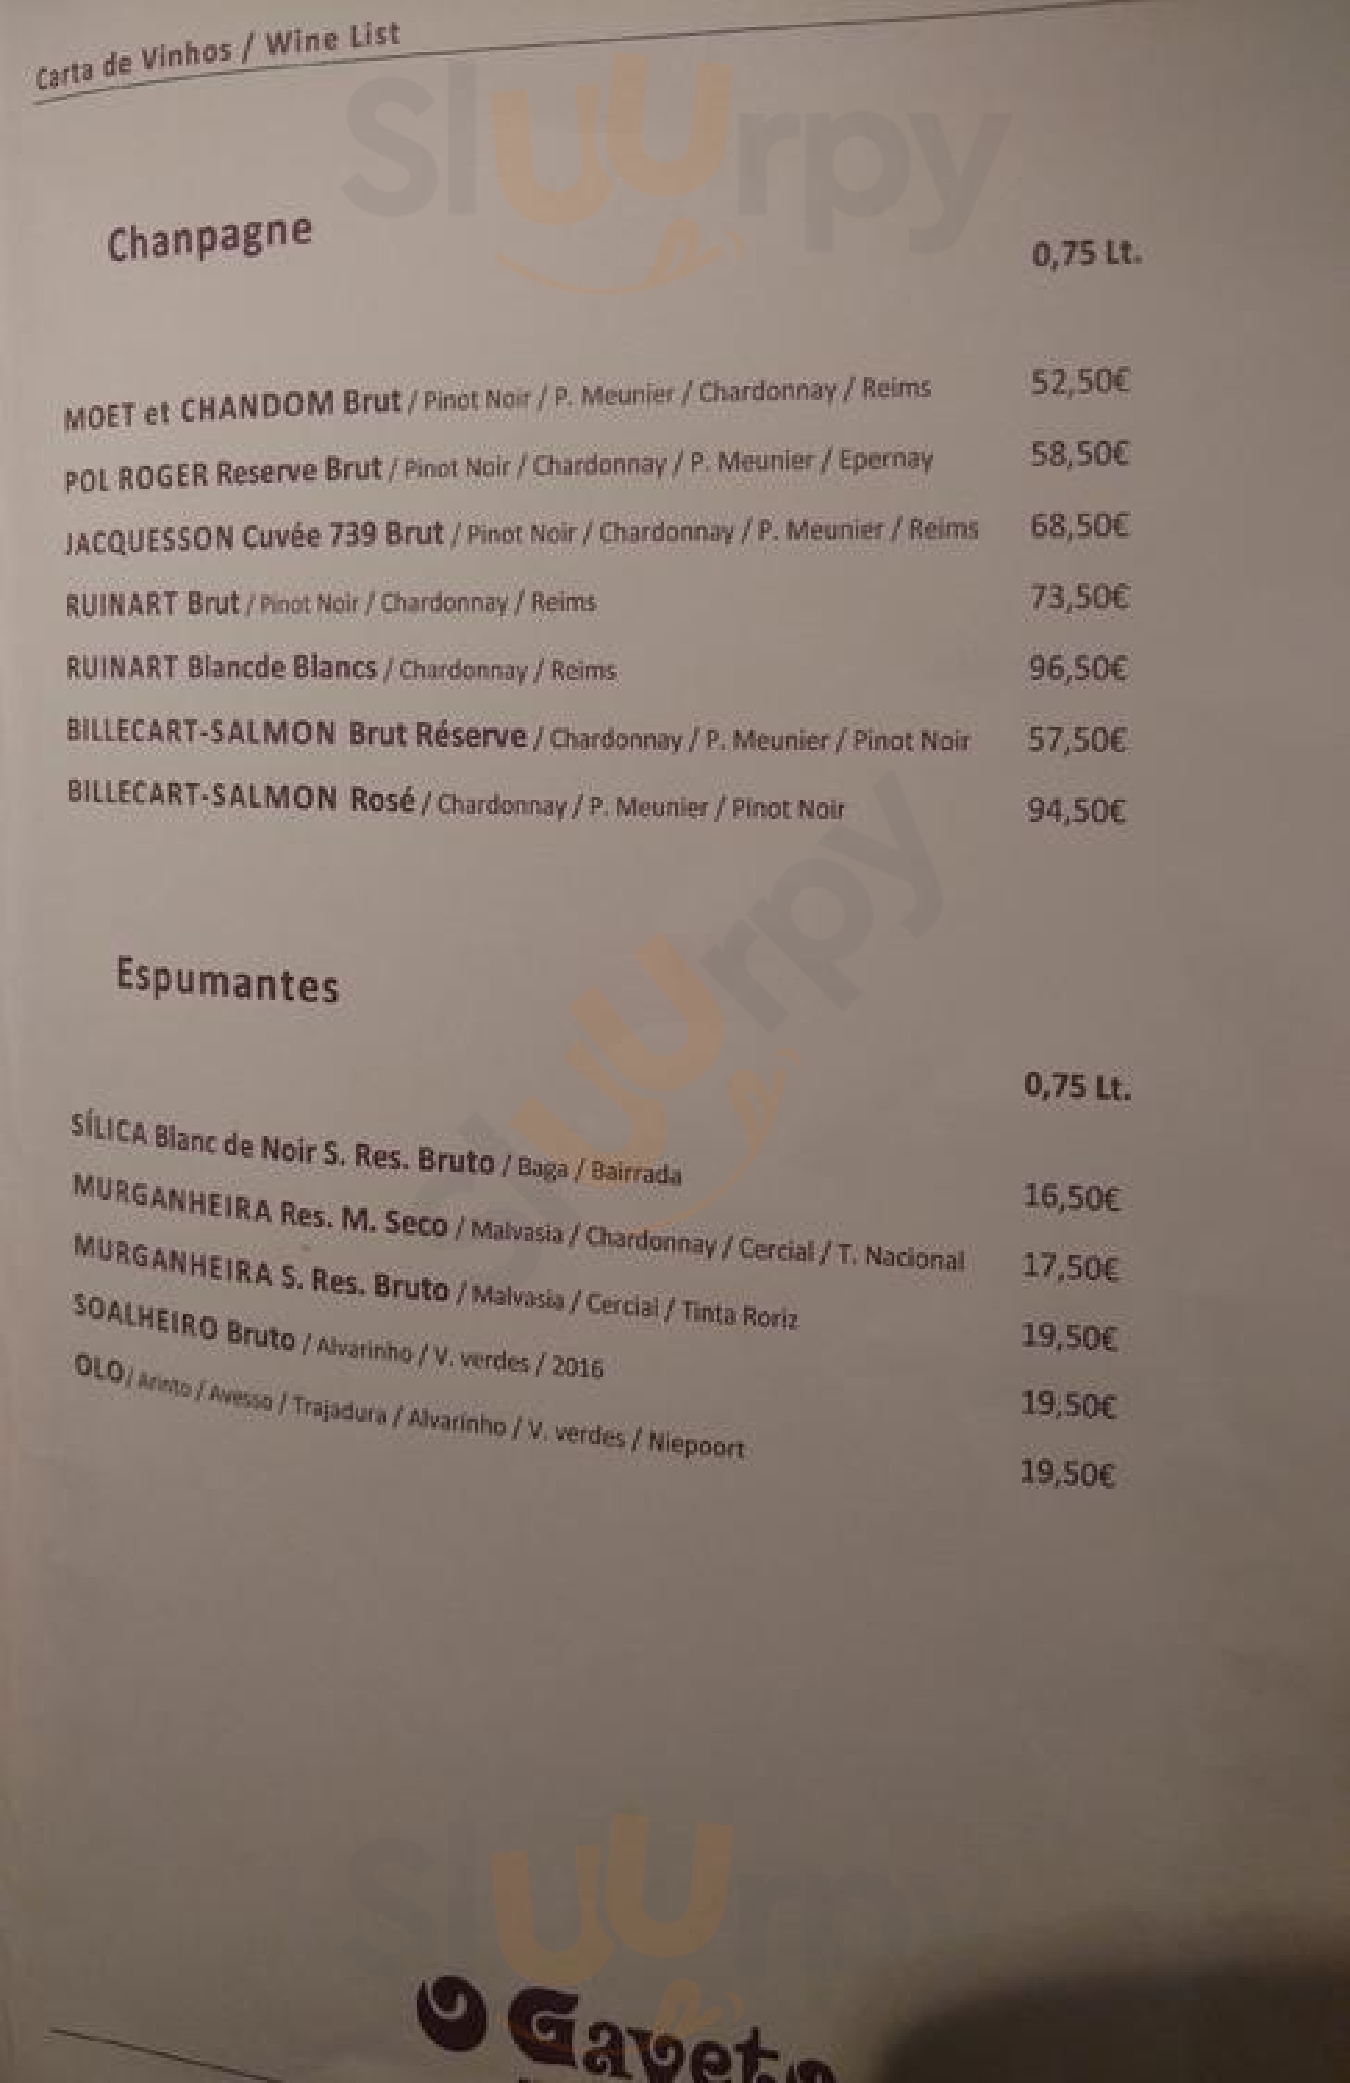 Carta de Vinhos / Wine List
Sluurpy
Chanpagne
0,75 Lt.
MOET et CHANDOM Brut / Pinot Noir / P. Meunier / Chardonnay / Reims 52,50€
POL ROGER Reserve Brut / Pinot Noir / Chardonnay / P. Meunier / Epernay 58,50€
JACQUESSON Cuvée 739 Brut / Pinot Noir / Chardonnay / P. Meunier / Reims 68,50€
RUINART Brut / Pinot Noir / Chardonnay / Reims 73,50€
RUINART Blancde Blancs / Chardonnay / Reims 96,50€
BILLECART-SALMON Brut Réserve / Chardonnay / P. Meunier / Pinot Noir 57,50€
BILLECART-SALMON Rosé / Chardonnay / P. Meunier / Pinot Noir 94,50€
Sluurpy
Espumantes
0,75 Lt.
SÍLICA Blanc de Noir S. Res. Bruto / Baga / Bairrada 16,50€
MURGANHEIRA Res. M. Seco / Malvasia / Chardonnay / Cercial / T. Nacional 17,50€
MURGANHEIRA S. Res. Bruto / Malvasia / Cercial / Tinta Roriz 19,50€
SOALHEIRO Bruto / Alvarinho / V. verdes / 2016 19,50€
OLO / Arinto / Avesso / Trajadura / Alvarinho / V. verdes / Niepoort 19,50€
Sluurpy
O Gaveto